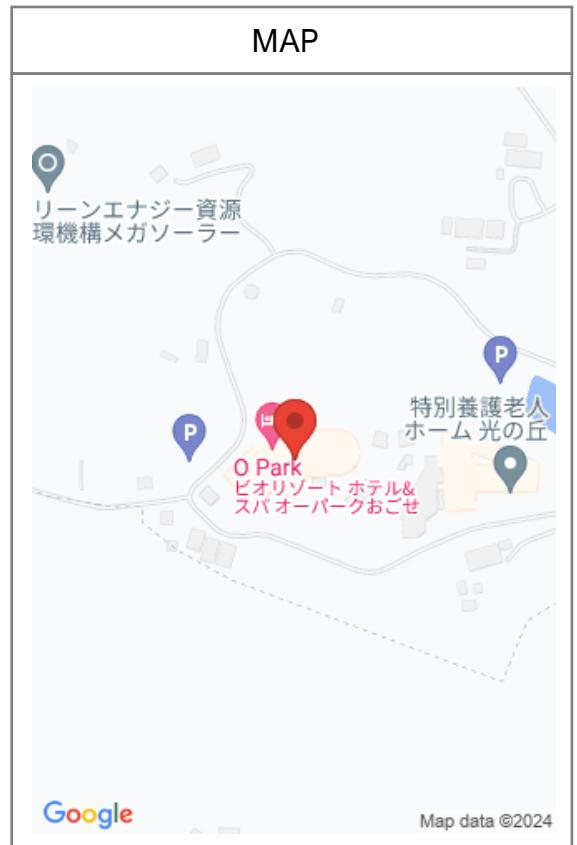 MAP
リーンエナジー資源
環機構メガソーラー
P
特別養護老人
ホーム 光の丘
P
O Park
ビオリゾート ホテル&
スパ オーパークおごせ
Google
Map data ©2024